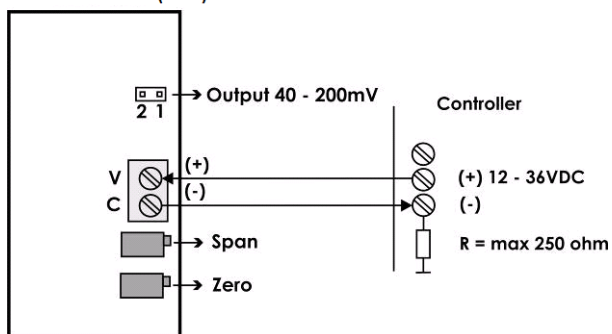 Output 40 - 200mV
2 1
Controller
(+)
V
(+) 12 - 36VDC
(-)
C
(-)
Span
R = max 250 ohm
Zero